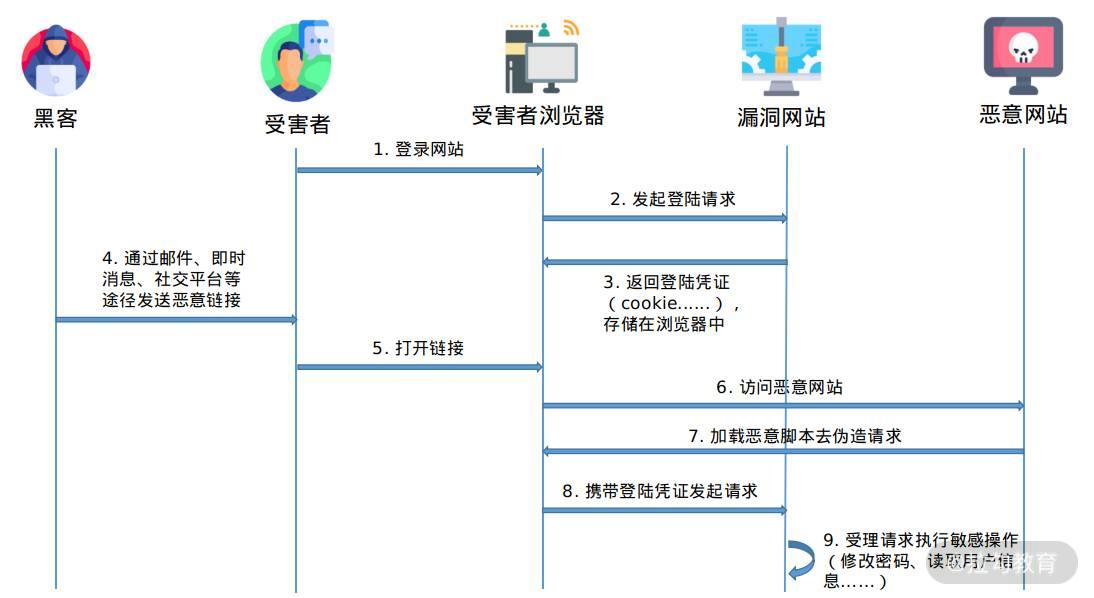 黑客
受害者
受害者浏览器
漏洞网站
恶意网站
1. 登录网站
2. 发起登陆请求
3. 返回登陆凭证
（cookie......），
存储在浏览器中
4. 通过邮件、即时
消息、社交平台等
途径发送恶意链接
5. 打开链接
6. 访问恶意网站
7. 加载恶意脚本去伪造请求
8. 携带登陆凭证发起请求
9. 受理请求执行敏感操作
（修改密码、读取用户信
息......）
@拉勾教育